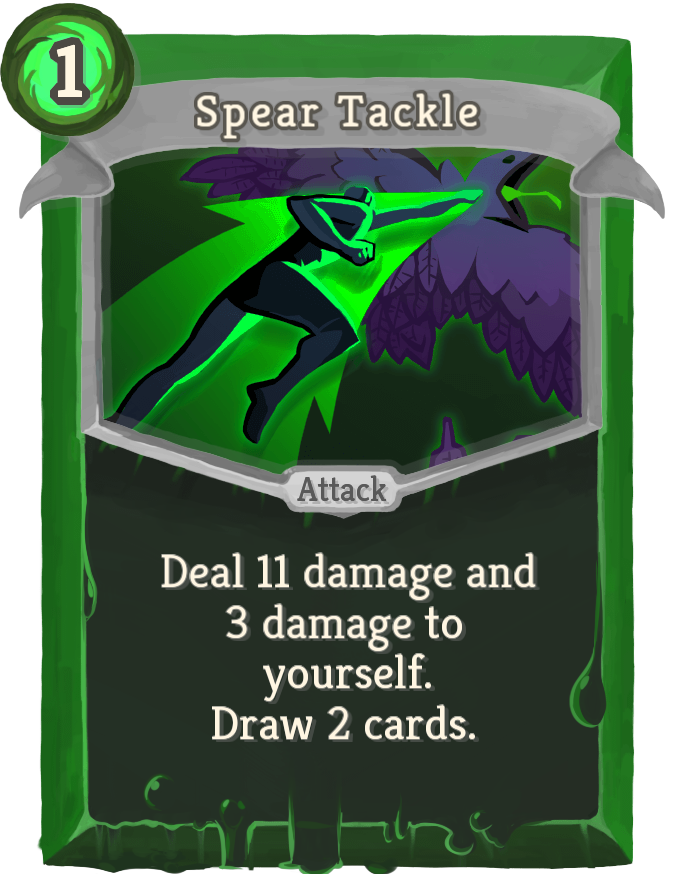 1
Spear Tackle
Attack
Deal 11 damage and
3 damage to
yourself.
Draw 2 cards.